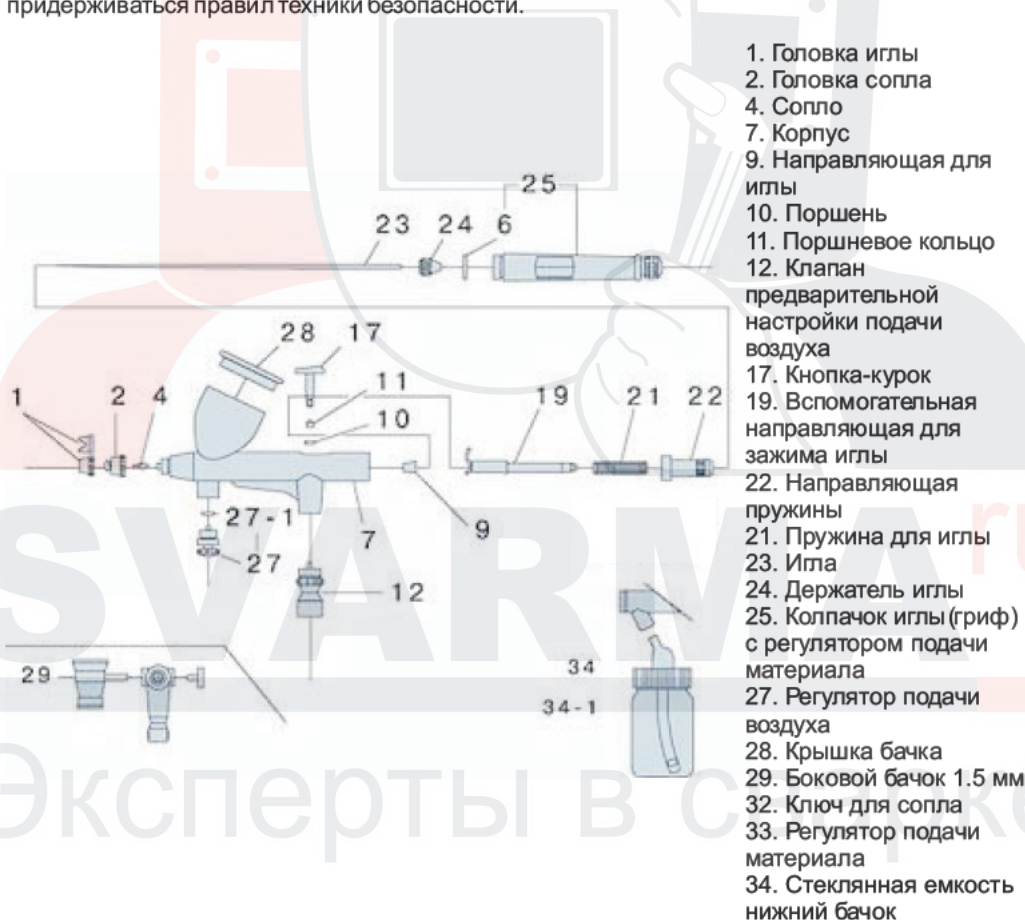 придерживаться правил техники безопасности.
1. Головка иглы
2. Головка сопла
4. Сопло
7. Корпус
9. Направляющая для
иглы
10. Поршень
11. Поршневое кольцо
12. Клапан
предварительной
настройки подачи
воздуха
17. Кнопка-курок
19. Вспомогательная
направляющая для
зажима иглы
22. Направляющая
пружины
21. Пружина для иглы
23. Игла
24. Держатель иглы
25. Колпачок иглы (гриф)
с регулятором подачи
материала
27. Регулятор подачи
воздуха
28. Крышка бачка
29. Боковой бачок 1.5 мм
32. Ключ для сопла
33. Регулятор подачи
материала
34. Стеклянная емкость
нижний бачок
25
23 24 6
28 17
11
10
1 2 4
19 21 22
27-1
27
7
9
12
29
34
34-1
SVARMA
ru
Эксперты в сварке